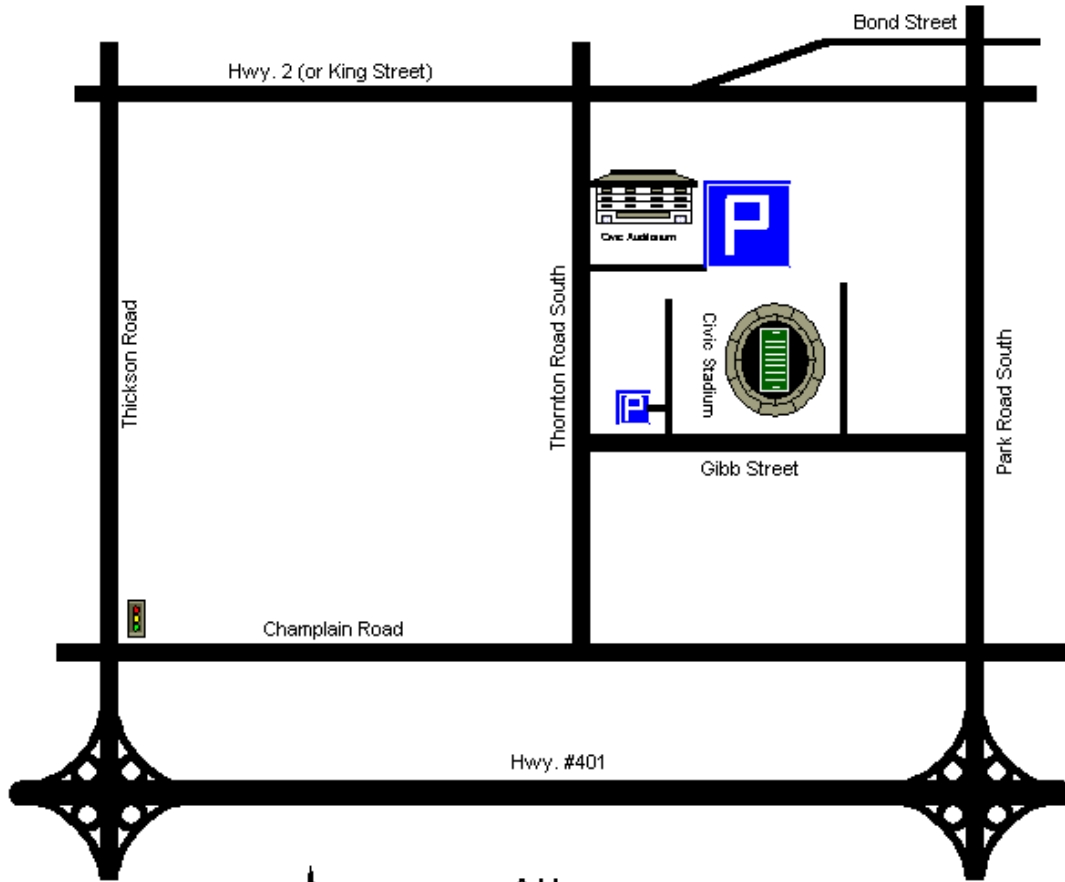 Bond Street
Hwy. 2 (or King Street)
P
Civic Auditorium
Thickson Road
Thornton Road South
Civic Stadium
Park Road South
P
Gibb Street
Champlain Road
Hwy. #401